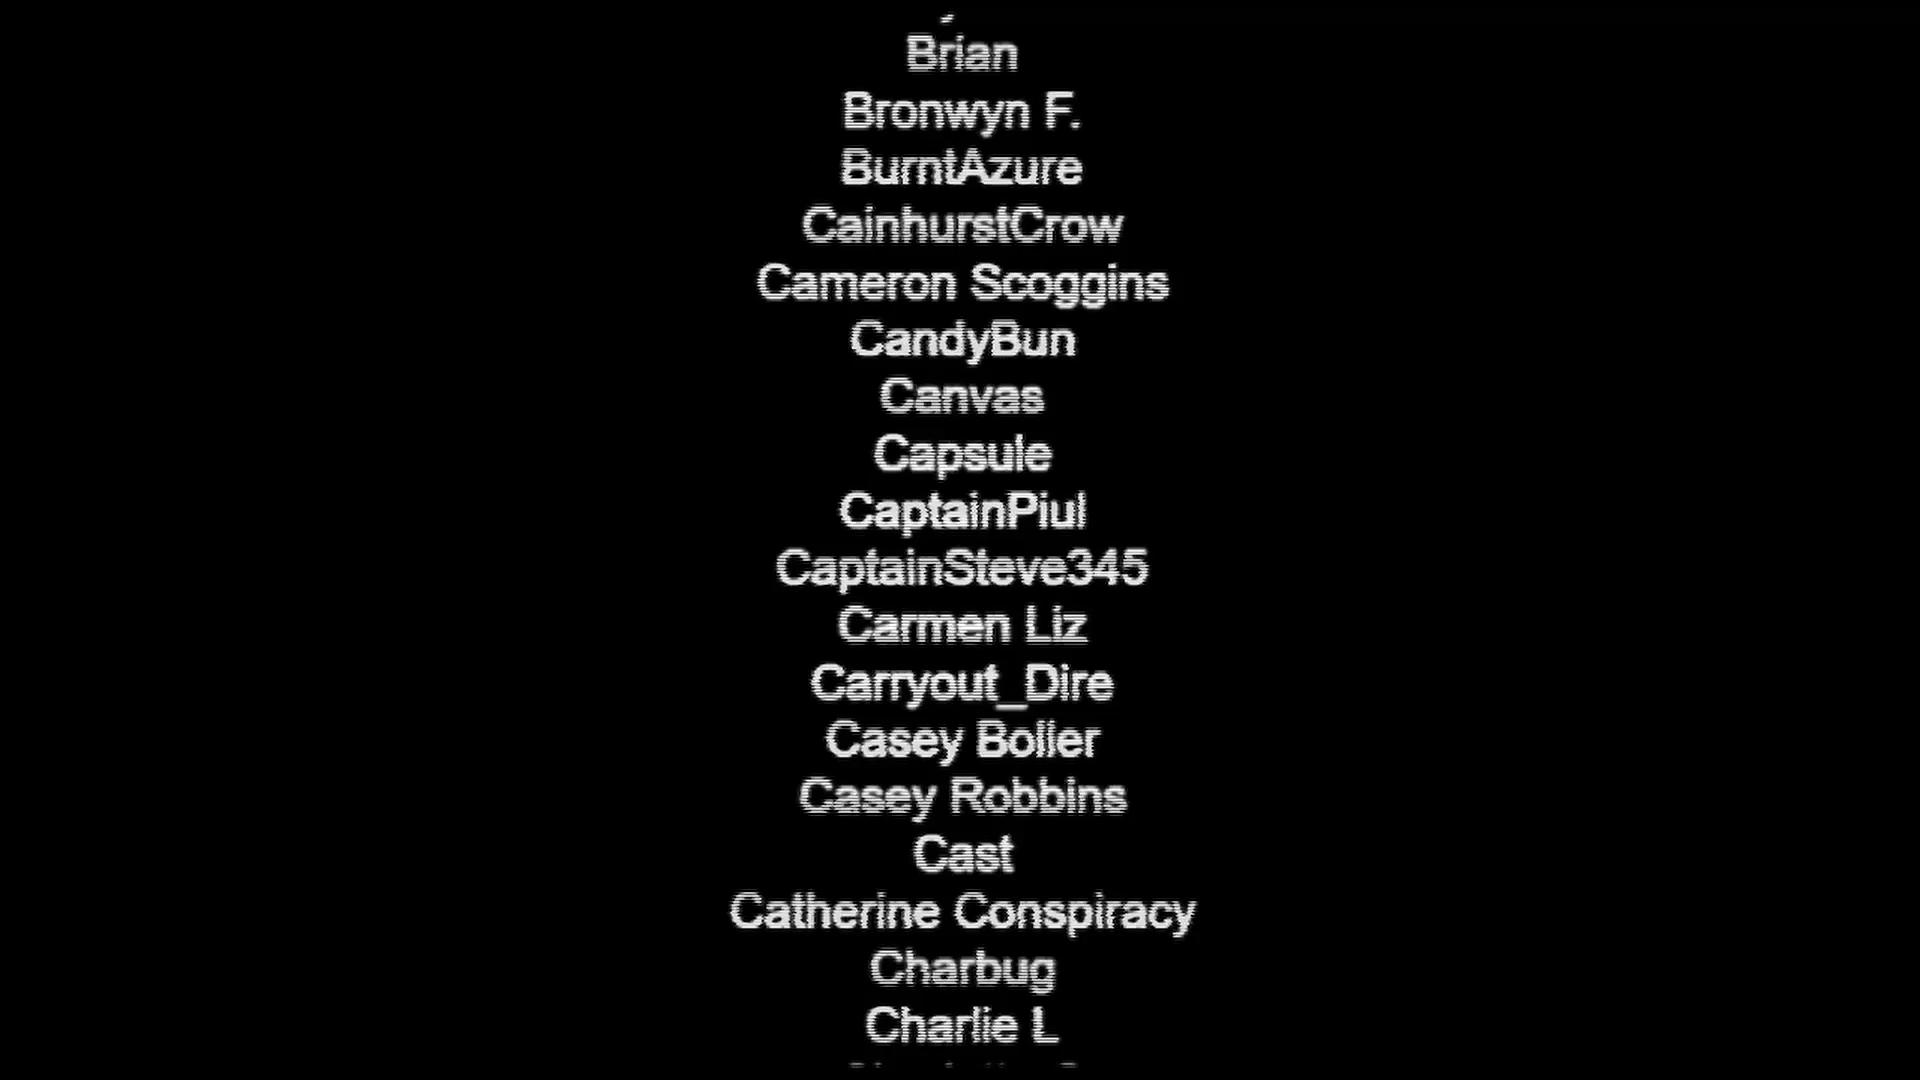 Brian
Bronwyn F.
BurntAzure
CainhurstCrow
Cameron Scoggins
CandyBun
Canvas
Capsule
CaptainPiul
CaptainSteve345
Carmen Liz
Carryout_Dire
Casey Boller
Casey Robbins
Cast
Catherine Conspiracy
Charbug
Charlie L